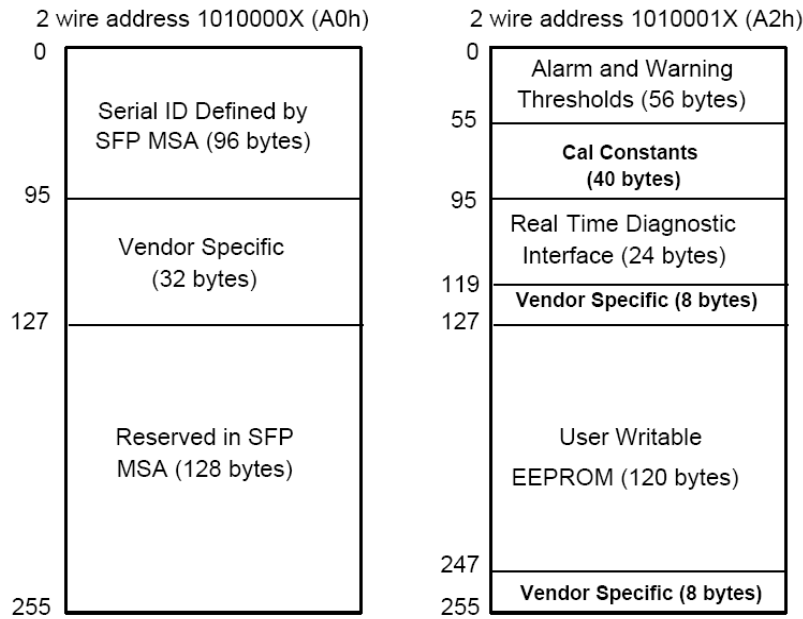 2 wire address 1010000X (A0h)
0
Serial ID Defined by
SFP MSA (96 bytes)
95
Vendor Specific
(32 bytes)
127
Reserved in SFP
MSA (128 bytes)
255
2 wire address 1010001X (A2h)
0
Alarm and Warning
Thresholds (56 bytes)
55
Cal Constants
(40 bytes)
95
Real Time Diagnostic
Interface (24 bytes)
119
Vendor Specific (8 bytes)
127
User Writable
EEPROM (120 bytes)
247
Vendor Specific (8 bytes)
255